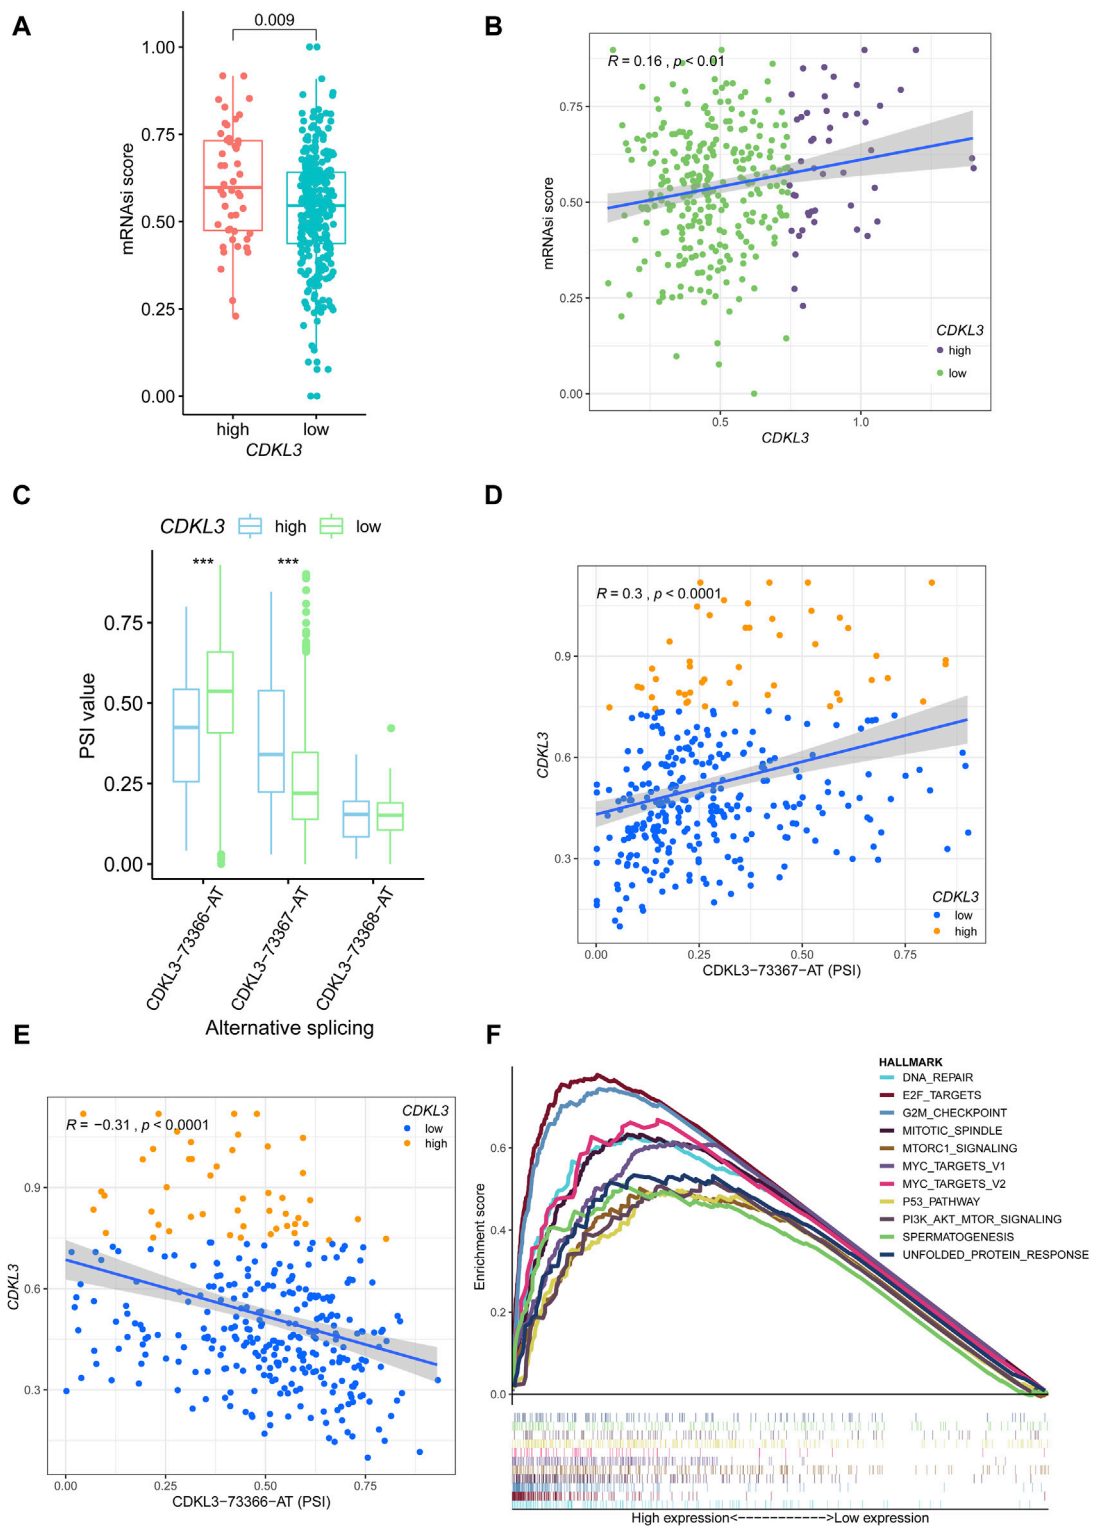 A
0.009
1.00
0.75
0.50
0.25
0.00
mRNAsi score
high low
CDKL3
B
R = 0.16 , p < 0.01
0.75
0.50
0.25
0.00
mRNAsi score
CDKL3
high
low
0.5 1.0
CDKL3
C
CDKL3 high low
*** ***
0.75
0.50
0.25
0.00
PSI value
CDKL3−73366−AT
CDKL3−73367−AT
CDKL3−73368−AT
Alternative splicing
D
R = 0.3 , p < 0.0001
0.9
0.6
0.3
CDKL3
CDKL3
low
high
0.00 0.25 0.50 0.75
CDKL3−73367−AT (PSI)
E
R = −0.31 , p < 0.0001
CDKL3
low
high
0.9
0.6
0.3
CDKL3
0.00 0.25 0.50 0.75
CDKL3−73366−AT (PSI)
F
HALLMARK
DNA_REPAIR
E2F_TARGETS
G2M_CHECKPOINT
MITOTIC_SPINDLE
MTORC1_SIGNALING
MYC_TARGETS_V1
MYC_TARGETS_V2
P53_PATHWAY
PI3K_AKT_MTOR_SIGNALING
SPERMATOGENESIS
UNFOLDED_PROTEIN_RESPONSE
0.6
0.4
0.2
0.0
Enrichment score
High expression<----------->Low expression